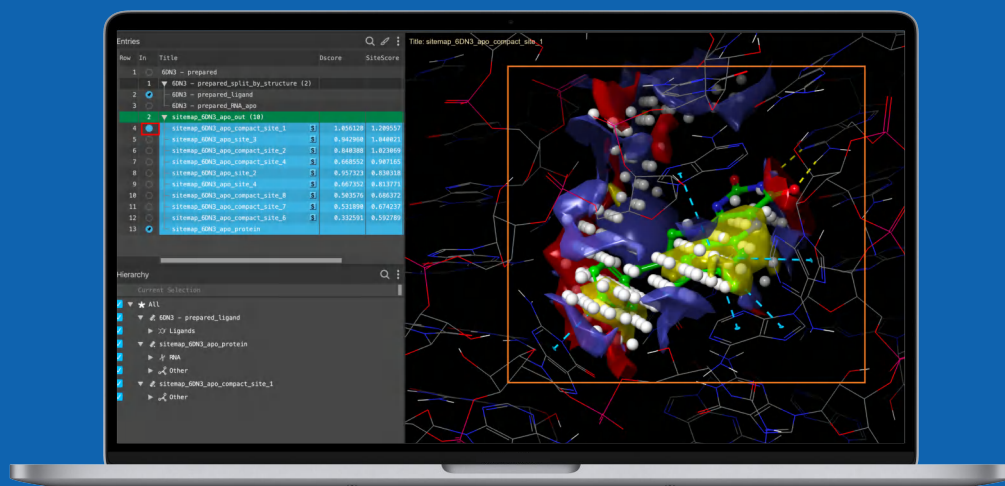 Entries
Title: sitemap_6DN3_apo_compact_site_1
Row In Title Dscore SiteScore
1 6DN3 – prepared
1 6DN3 – prepared_split_by_structure (2)
2 6DN3 – prepared_ligand
3 6DN3 – prepared_RNA_apo
2 sitemap_6DN3_apo_out (10)
4 sitemap_6DN3_apo_compact_site_1 S 1.056120 1.209557
5 sitemap_6DN3_apo_site_3 S 0.942960 1.040021
6 sitemap_6DN3_apo_compact_site_2 S 0.840388 1.023069
7 sitemap_6DN3_apo_compact_site_4 S 0.668552 0.907165
8 sitemap_6DN3_apo_site_2 S 0.957323 0.830318
9 sitemap_6DN3_apo_site_4 S 0.667352 0.813771
10 sitemap_6DN3_apo_compact_site_8 S 0.503576 0.686372
11 sitemap_6DN3_apo_compact_site_7 S 0.531890 0.674237
12 sitemap_6DN3_apo_compact_site_6 S 0.332591 0.592789
13 sitemap_6DN3_apo_protein
Hierarchy
Current Selection
All
6DN3 – prepared_ligand
Ligands
sitemap_6DN3_apo_protein
RNA
Other
sitemap_6DN3_apo_compact_site_1
Other